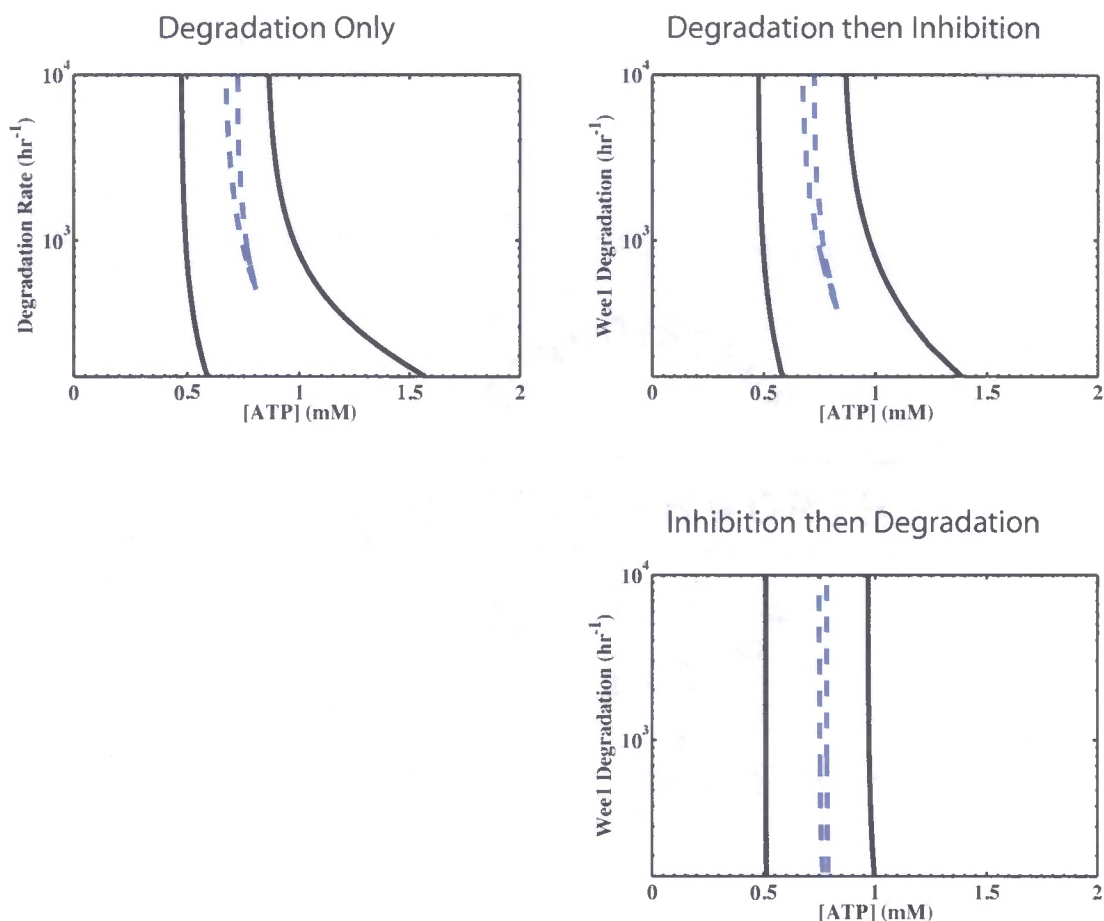 Degradation Only
10^4
10^3
Degradation Rate (hr^-1)
0 0.5 1 1.5 2
[ATP] (mM)
Degradation then Inhibition
10^4
10^3
Wee1 Degradation (hr^-1)
0 0.5 1 1.5 2
[ATP] (mM)
Inhibition then Degradation
10^4
10^3
Wee1 Degradation (hr^-1)
0 0.5 1 1.5 2
[ATP] (mM)